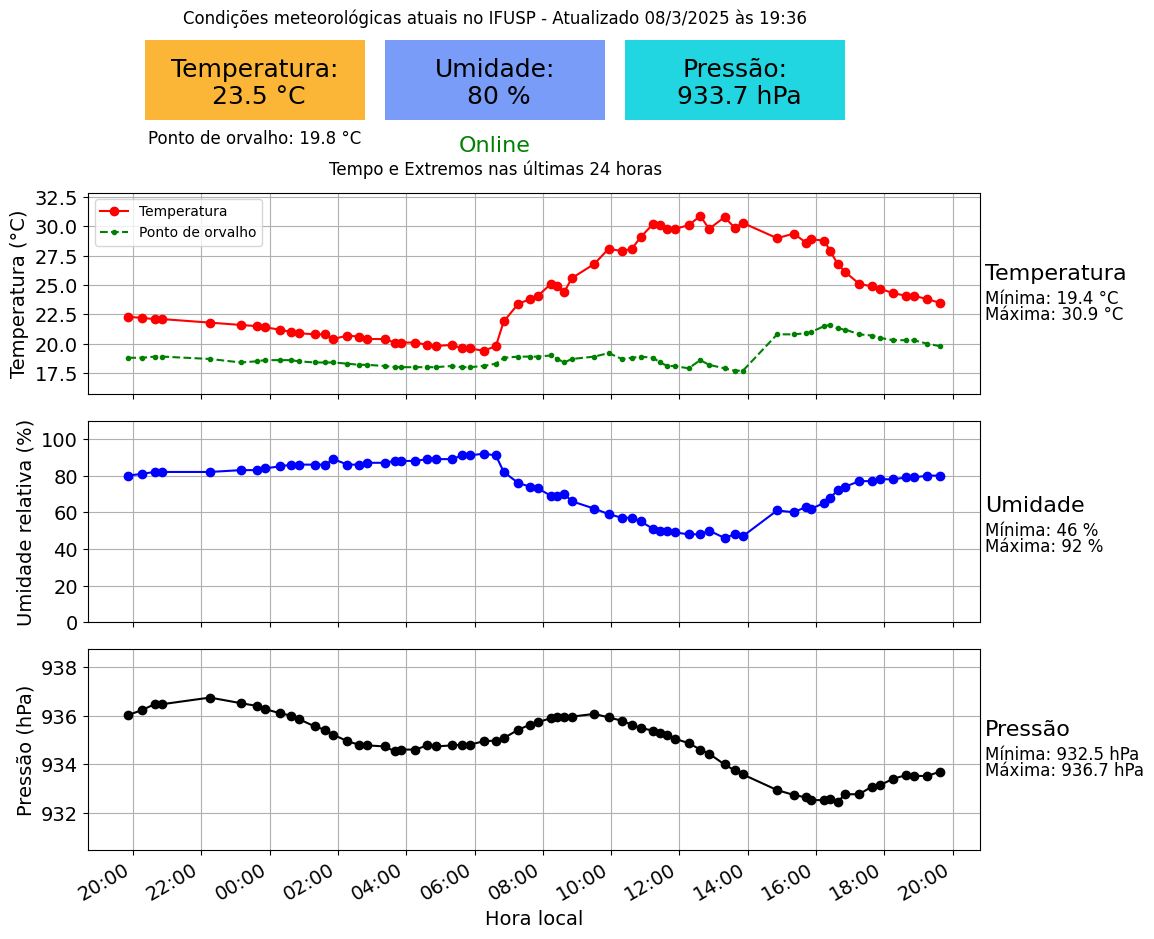 Condições meteorológicas atuais no IFUSP - Atualizado 08/3/2025 às 19:36
Temperatura:
23.5 °C
Umidade:
80 %
Pressão:
933.7 hPa
Ponto de orvalho: 19.8 °C
Online
Tempo e Extremos nas últimas 24 horas
Temperatura (°C)
32.5
30.0
27.5
25.0
22.5
20.0
17.5
Temperatura
Ponto de orvalho
Temperatura
Mínima: 19.4 °C
Máxima: 30.9 °C
Umidade relativa (%)
100
80
60
40
20
0
Umidade
Mínima: 46 %
Máxima: 92 %
Pressão (hPa)
938
936
934
932
Pressão
Mínima: 932.5 hPa
Máxima: 936.7 hPa
20:00 22:00 00:00 02:00 04:00 06:00 08:00 10:00 12:00 14:00 16:00 18:00 20:00
Hora local